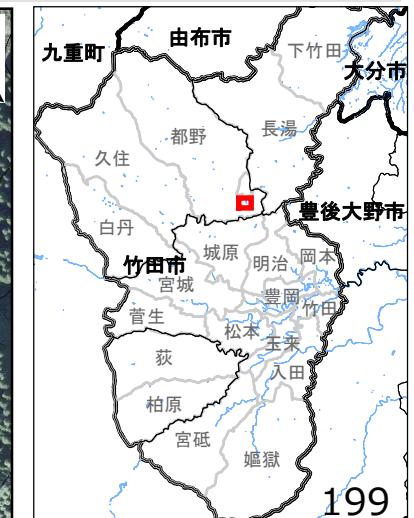 由布市
九重町
下竹田
大分市
都野
長湯
久住
豊後大野市
白丹
城原
岡本
明治
竹田市
宮城
豊岡
竹田
菅生
松本
玉来
荻
入田
柏原
宮砥
嫗獄
199